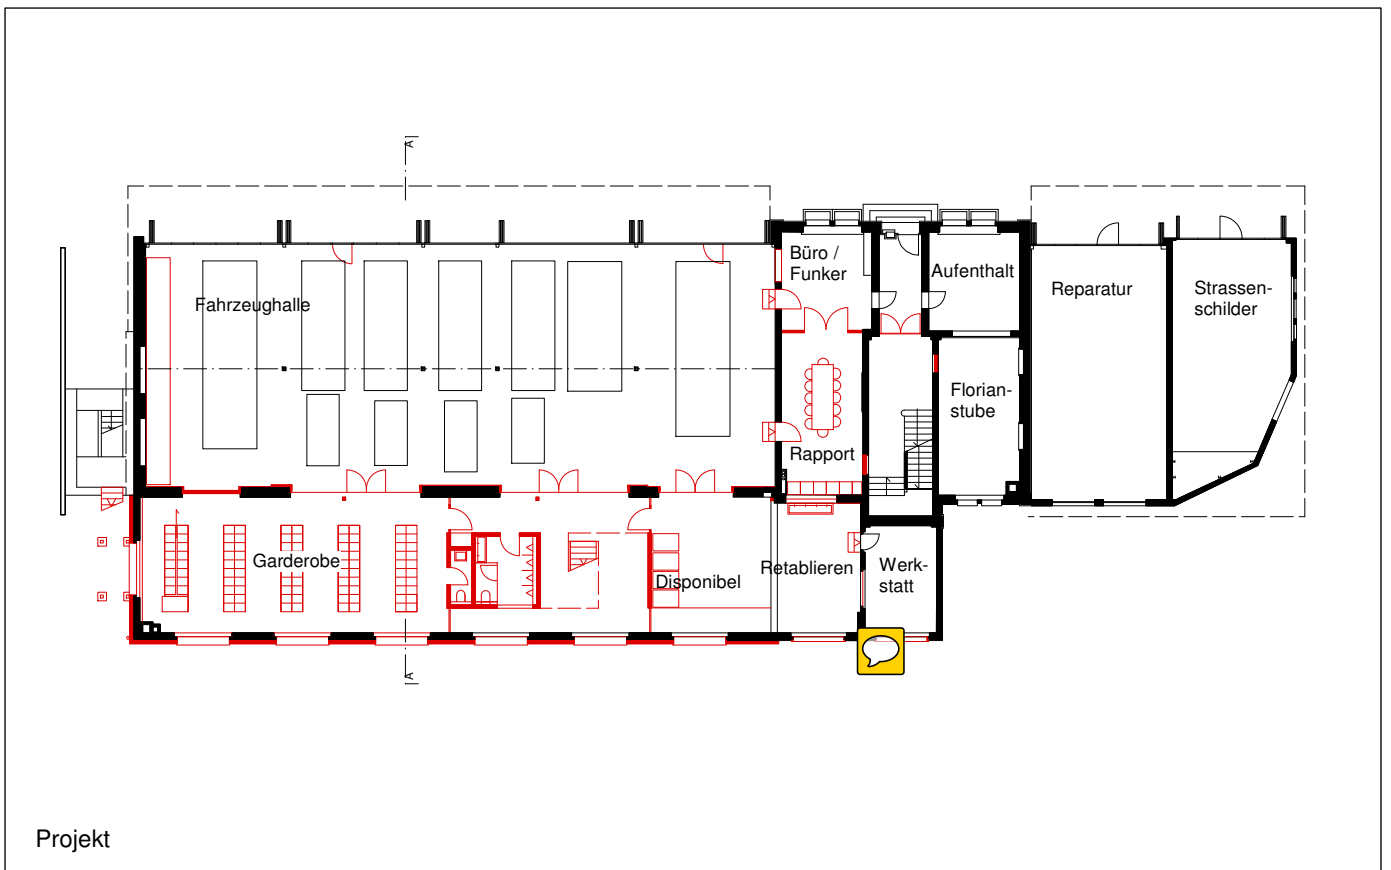 A
Büro /
Funker
Aufenthalt
Fahrzeughalle
Reparatur
Strassen-
schilder
Florian-
stube
Rapport
Garderobe
Disponibel
Retablieren
Werk-
statt
A
Projekt